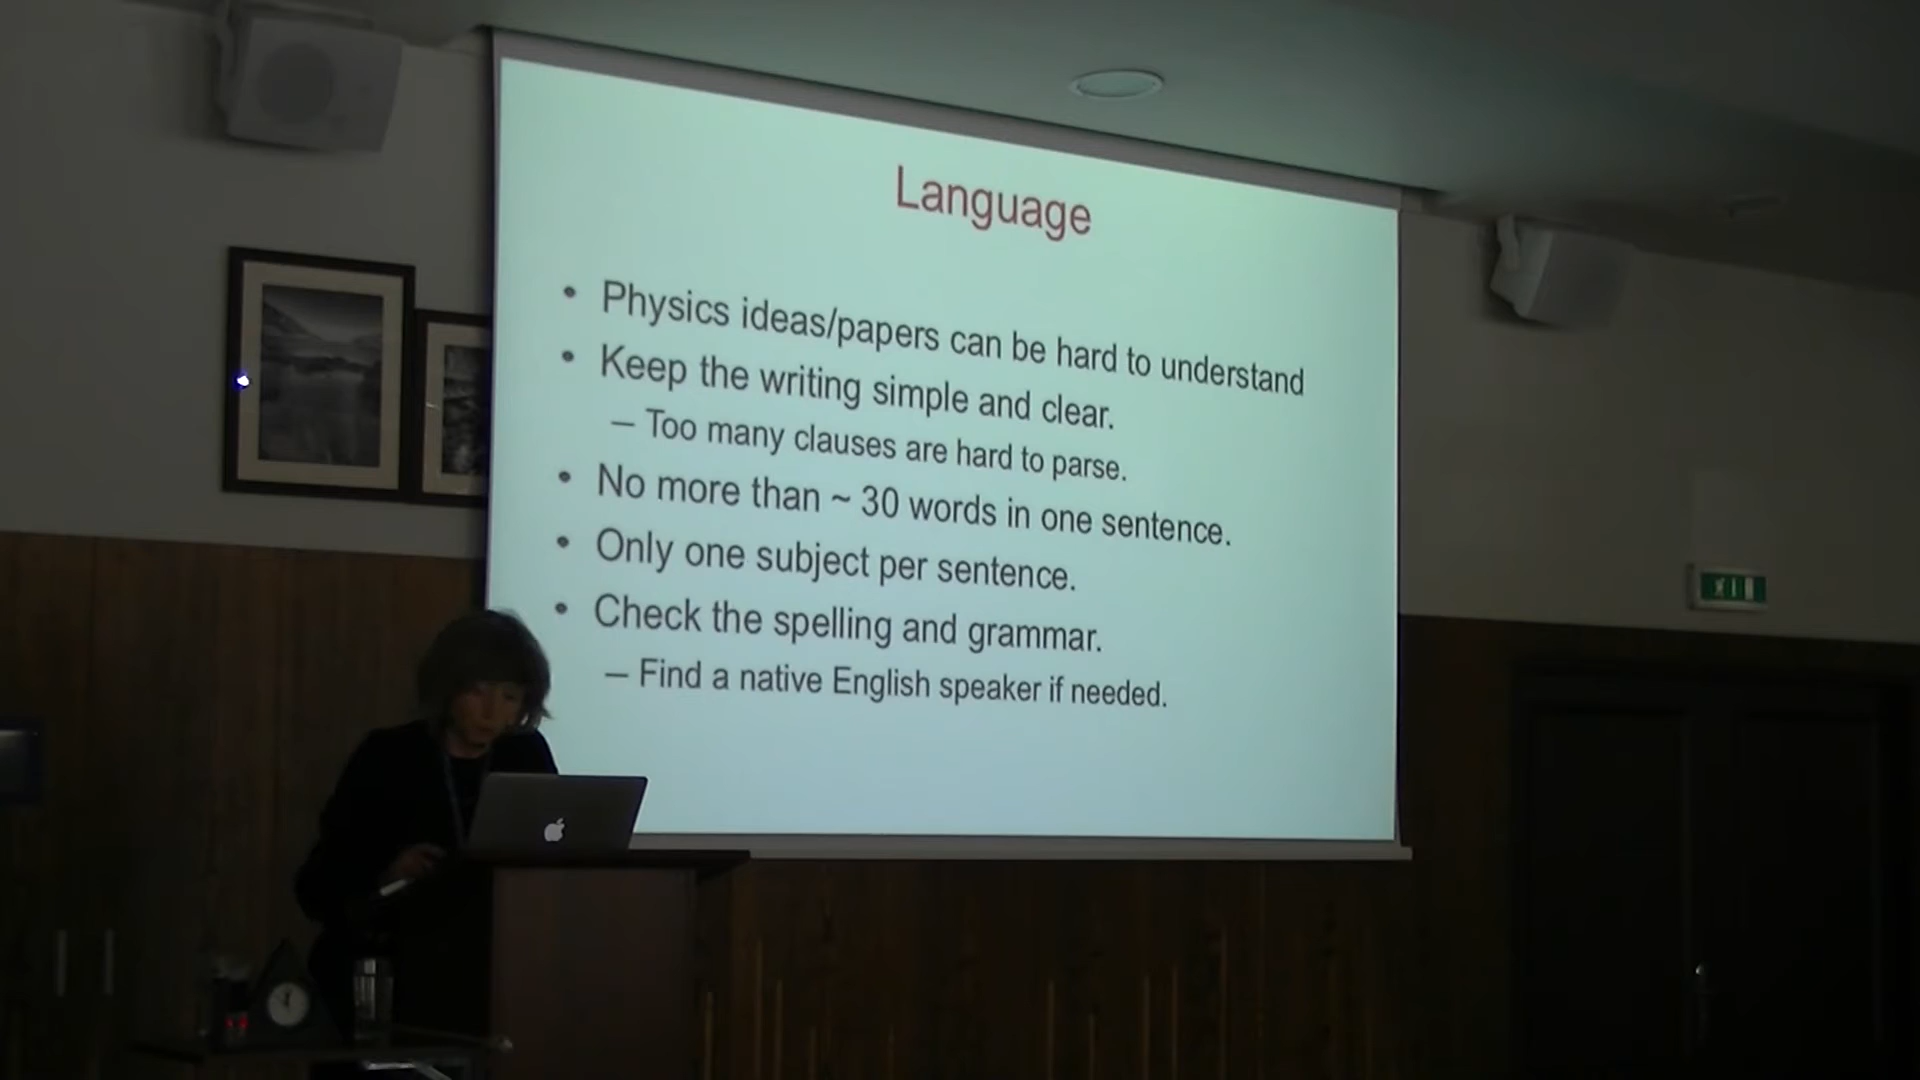 Language
• Physics ideas/papers can be hard to understand
• Keep the writing simple and clear.
– Too many clauses are hard to parse.
• No more than ~ 30 words in one sentence.
• Only one subject per sentence.
• Check the spelling and grammar.
– Find a native English speaker if needed.